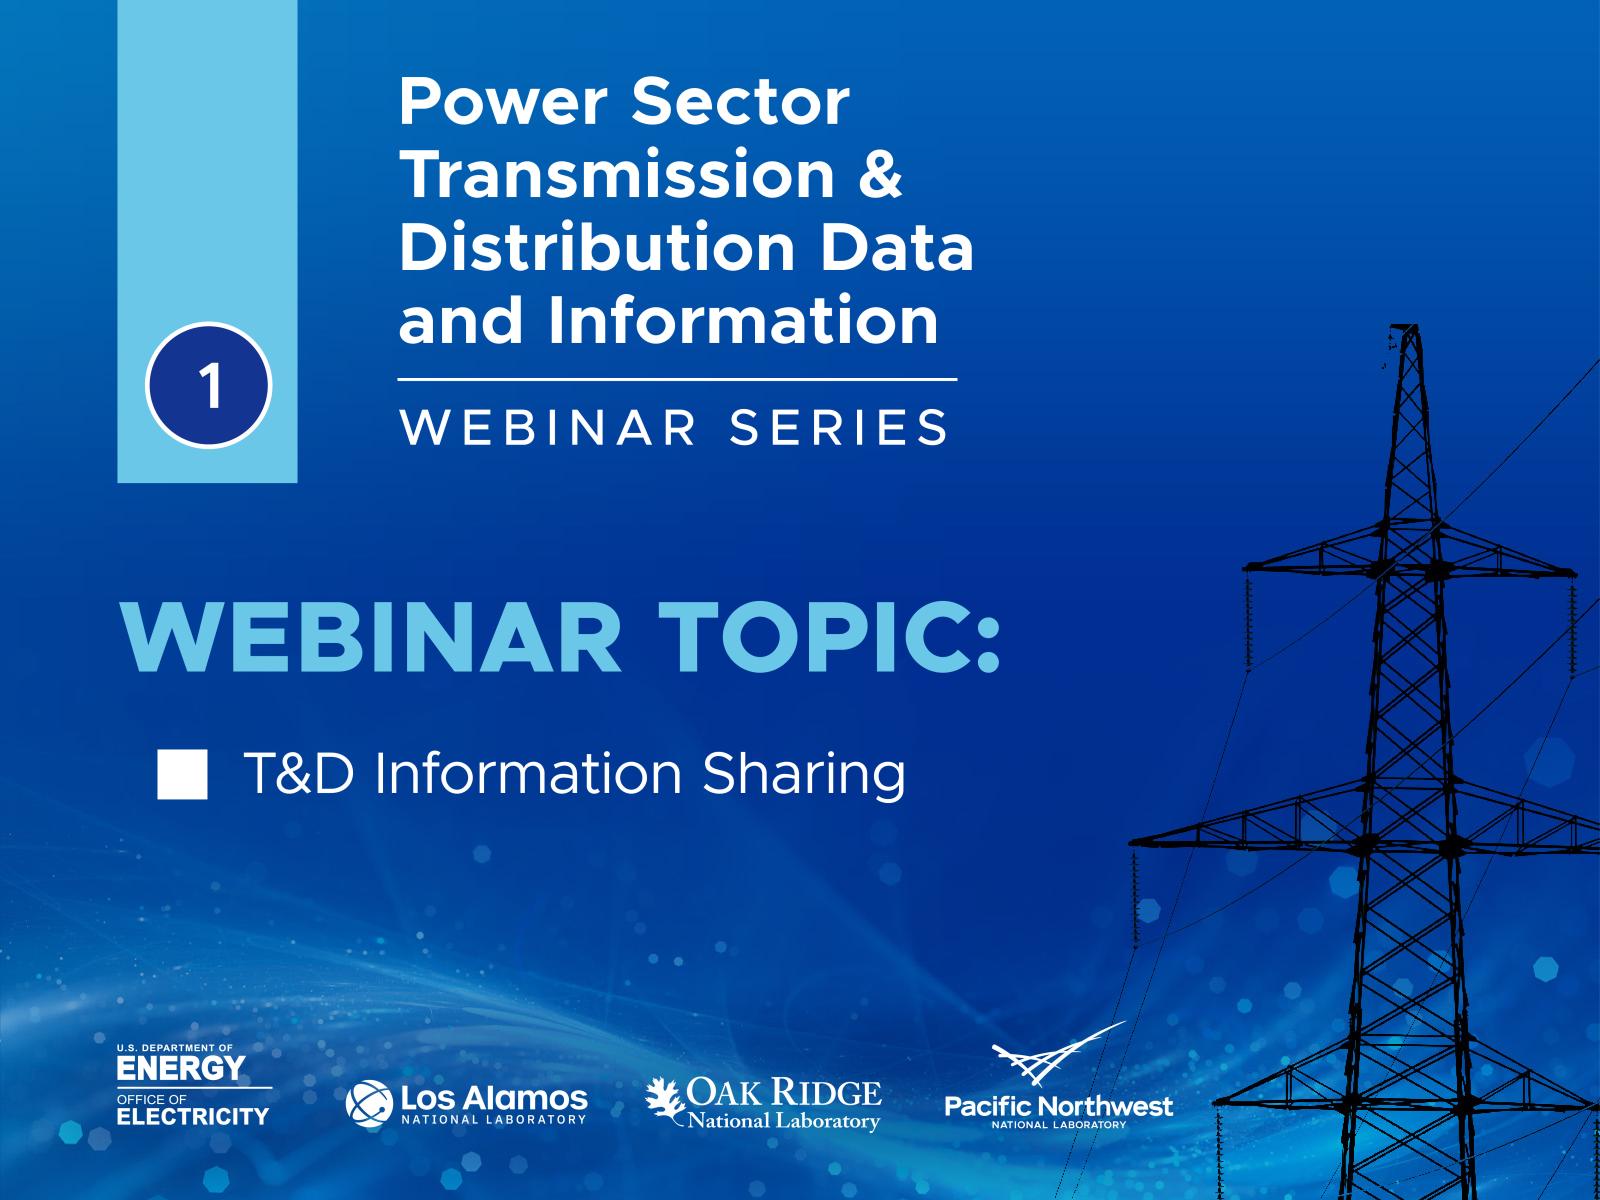 Power Sector
Transmission &
Distribution Data
and Information
1
WEBINAR SERIES
WEBINAR TOPIC:
T&D Information Sharing
U.S. DEPARTMENT OF
ENERGY
OFFICE OF
ELECTRICITY
Los Alamos
NATIONAL LABORATORY
OAK RIDGE
National Laboratory
Pacific Northwest
NATIONAL LABORATORY